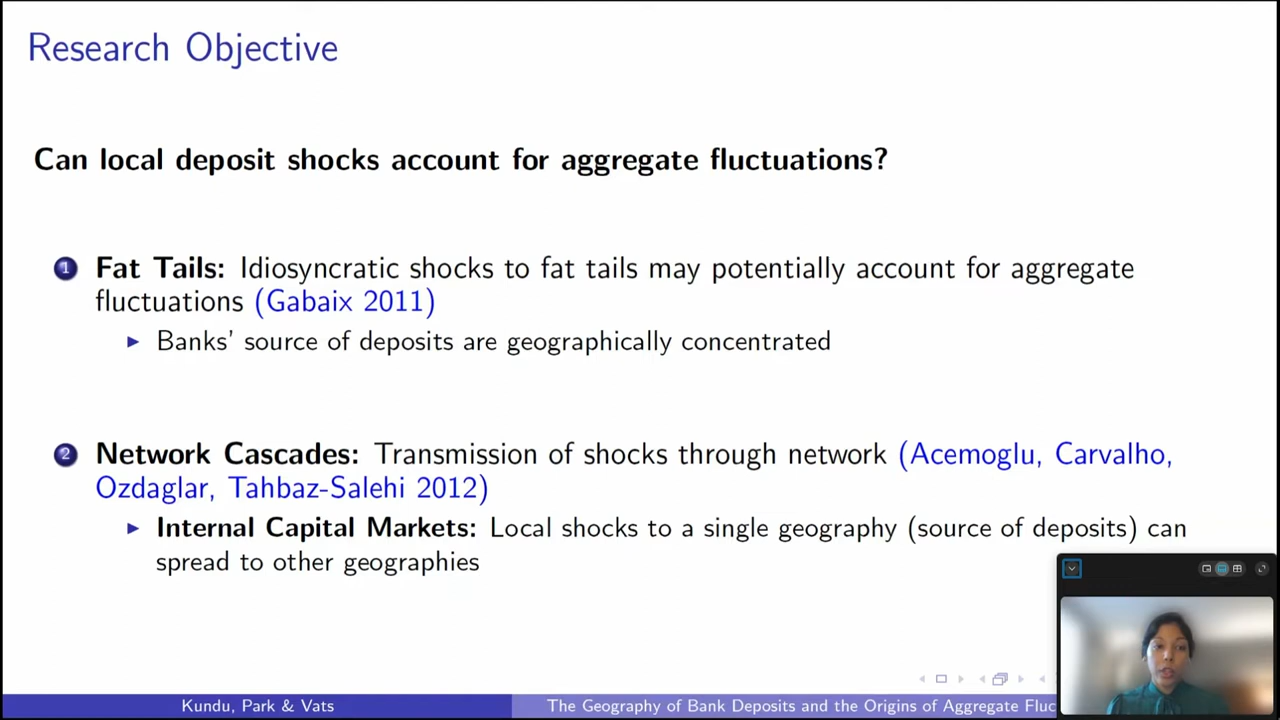 Research Objective
Can local deposit shocks account for aggregate fluctuations?
1 Fat Tails: Idiosyncratic shocks to fat tails may potentially account for aggregate
fluctuations (Gabaix 2011)
Banks' source of deposits are geographically concentrated
2 Network Cascades: Transmission of shocks through network (Acemoglu, Carvalho,
Ozdaglar, Tahbaz-Salehi 2012)
Internal Capital Markets: Local shocks to a single geography (source of deposits) can
spread to other geographies
Kundu, Park & Vats
The Geography of Bank Deposits and the Origins of Aggregate Fluc